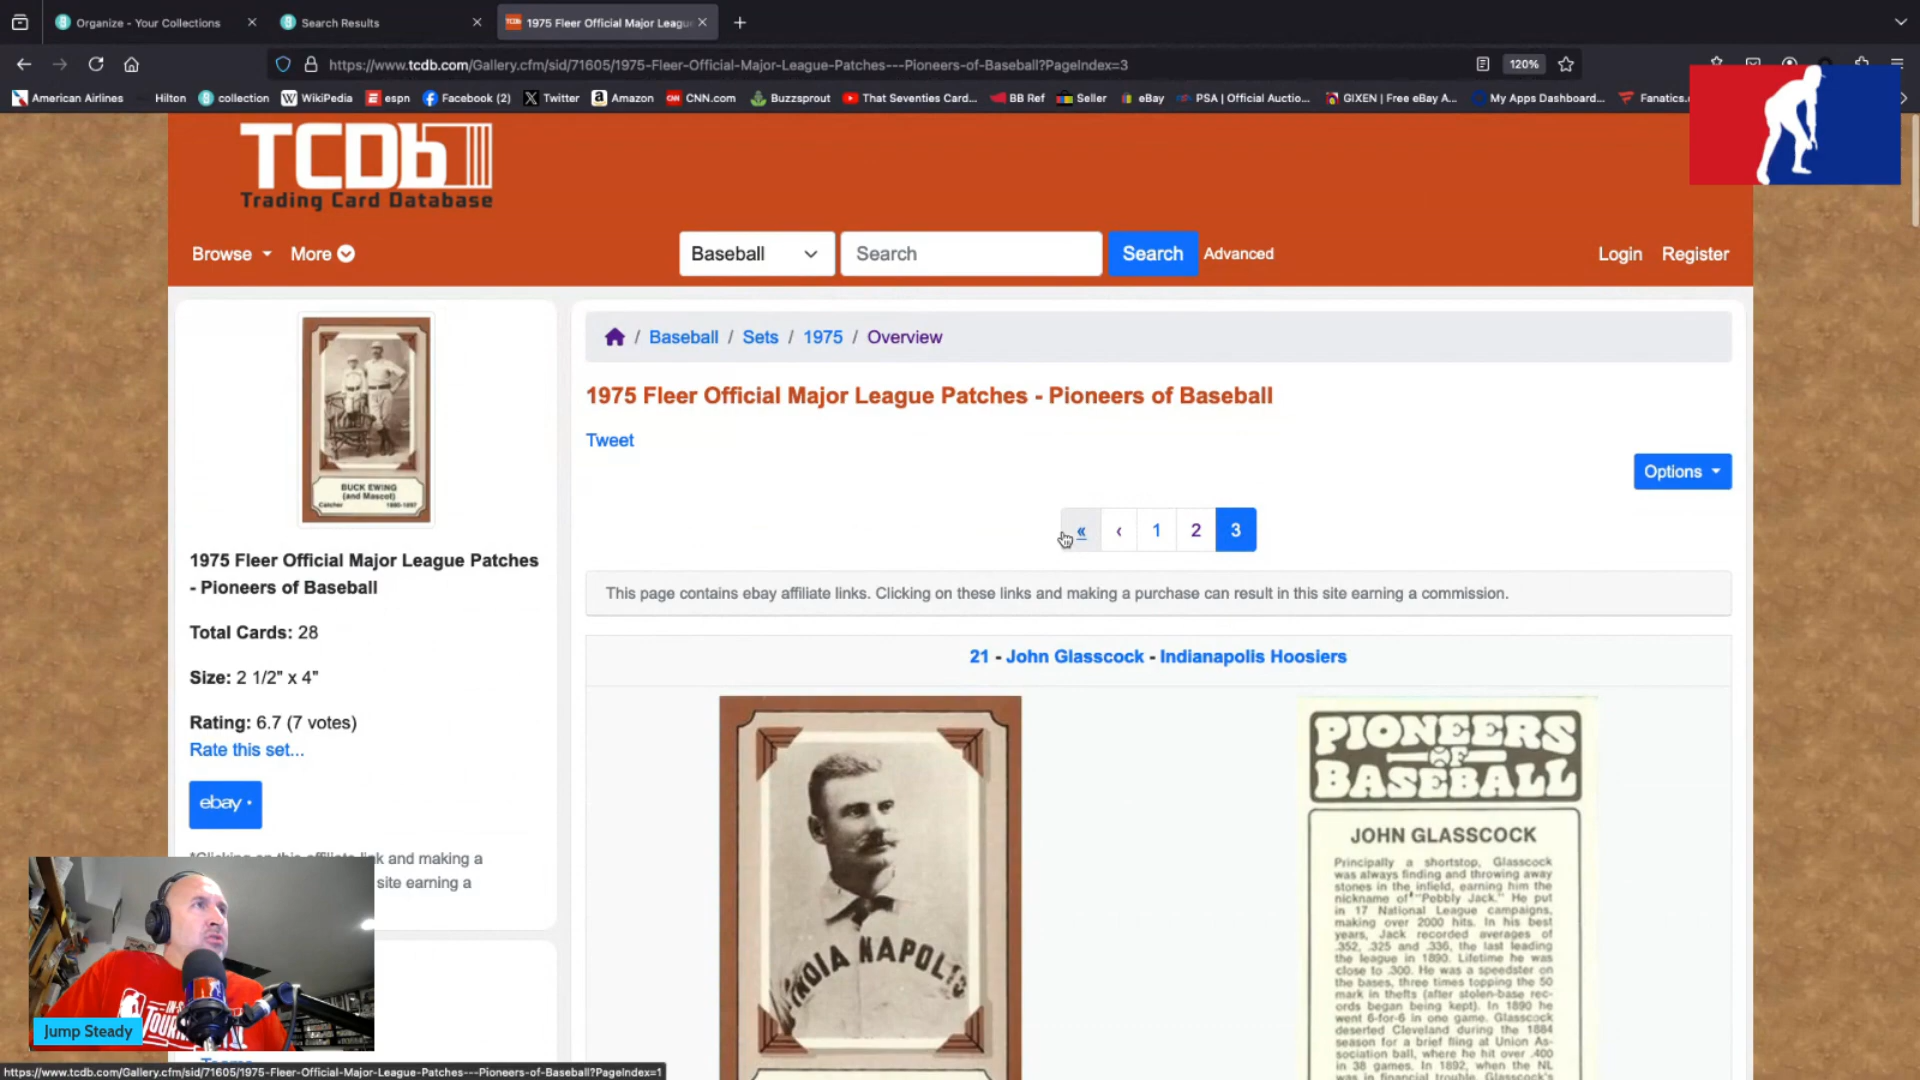 Organize - Your Collections
Search Results
1975 Fleer Official Major Leagu
https://www.tcdb.com/Gallery.cfm/sid/71605/1975-Fleer-Official-Major-League-Patches---Pioneers-of-Baseball?PageIndex=3
120%
American Airlines
Hilton
collection
WikiPedia
espn
Facebook (2)
Twitter
Amazon
CNN.com
Buzzsprout
That Seventies Card...
BB Ref
Seller
eBay
PSA | Official Auctio...
GIXEN | Free eBay A...
My Apps Dashboard...
Fanatics.
TCDb
Trading Card Database
Browse
More
Baseball
Search
Search
Advanced
Login
Register
/ Baseball / Sets / 1975 / Overview
1975 Fleer Official Major League Patches - Pioneers of Baseball
Tweet
Options
« ‹ 1 2 3
This page contains ebay affiliate links. Clicking on these links and making a purchase can result in this site earning a commission.
BUCK EWING
(and Mascot)
Catcher 1880-1897
1975 Fleer Official Major League Patches
- Pioneers of Baseball
Total Cards: 28
Size: 2 1/2" x 4"
Rating: 6.7 (7 votes)
Rate this set...
ebay
*Clicking on this affiliate link and making a
site earning a
21 - John Glasscock - Indianapolis Hoosiers
INDIANAPOLIS
PIONEERS
OF
BASEBALL
JOHN GLASSCOCK
Principally a shortstop, Glasscock
was always finding and throwing away
stones in the infield, earning him the
nickname of "Pebbly Jack." He put
in 17 National League campaigns,
making over 2000 hits. In his best
years, Jack recorded averages of
.352, .325 and .336, the last leading
the league in 1890. Lifetime he was
close to .300. He was a speedster on
the bases, three times topping the 50
mark in thefts (after stolen-base rec-
ords began being kept). In 1890 he
went 6-for-6 in one game. Glasscock
deserted Cleveland during the 1884
season for a brief fling at Union As-
sociation ball, where he hit over .400
in 38 games. In 1892, when the NL
was in financial trouble, Glasscock's
Jump Steady
Teams
https://www.tcdb.com/Gallery.cfm/sid/71605/1975-Fleer-Official-Major-League-Patches---Pioneers-of-Baseball?PageIndex=1